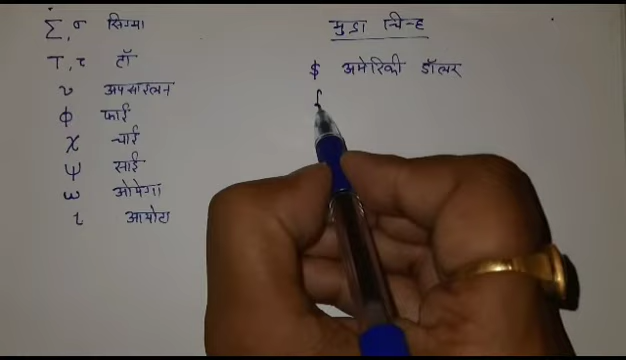 Σ, σ सिग्मा
T, τ टॉ
υ अपसाइलन
ϕ फाई
χ चाई
ψ साई
ω ओमेगा
ι आयोटा
मुद्रा चिन्ह
$ अमेरिकी डॉलर